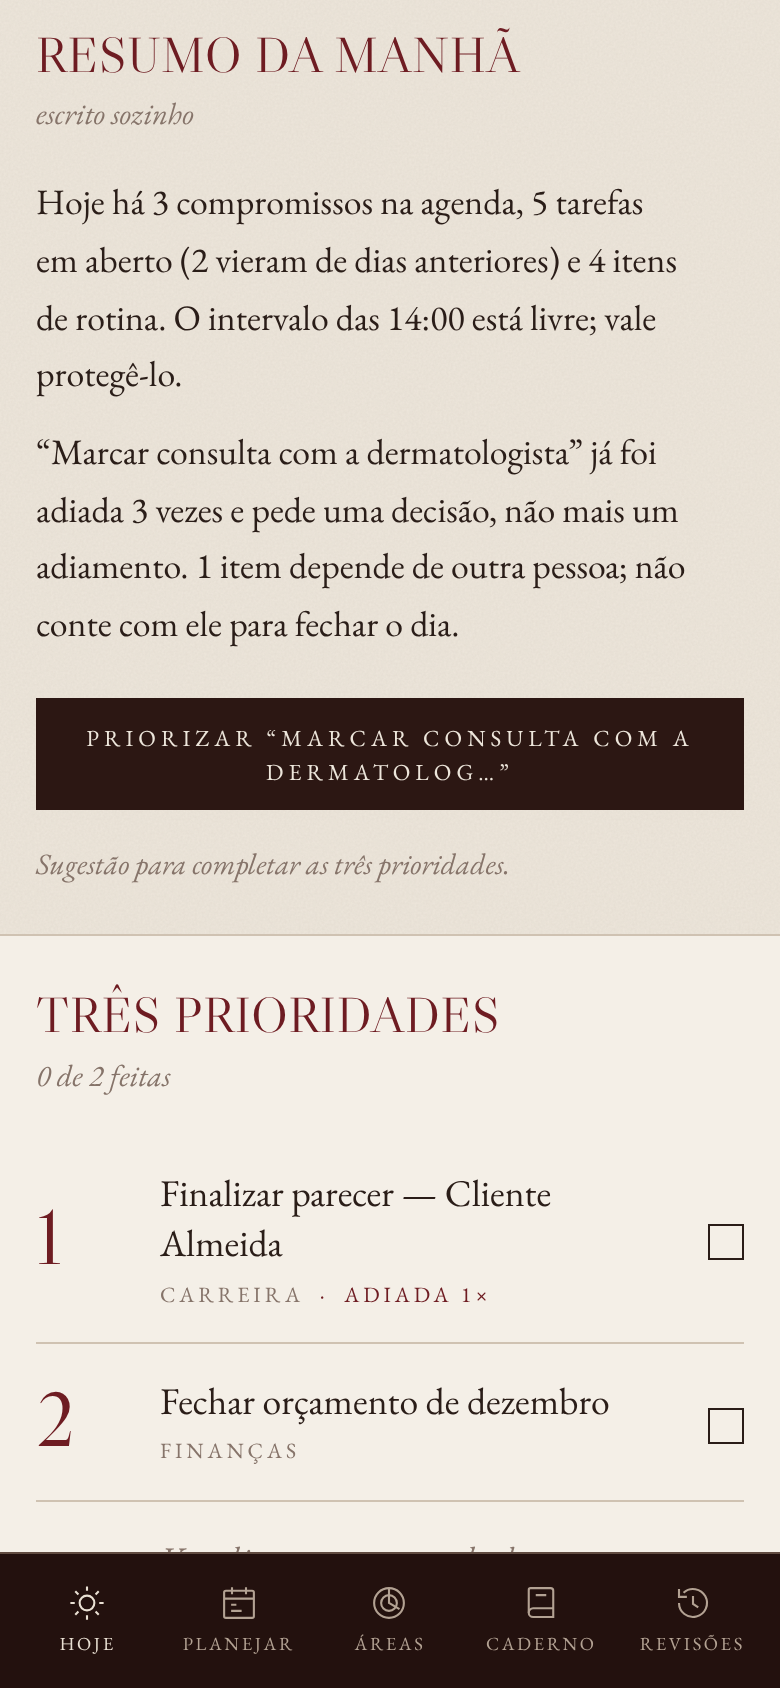 RESUMO DA MANHÃ
escrito sozinho
Hoje há 3 compromissos na agenda, 5 tarefas
em aberto (2 vieram de dias anteriores) e 4 itens
de rotina. O intervalo das 14:00 está livre; vale
protegê-lo.
“Marcar consulta com a dermatologista” já foi
adiada 3 vezes e pede uma decisão, não mais um
adiamento. 1 item depende de outra pessoa; não
conte com ele para fechar o dia.
PRIORIZAR “MARCAR CONSULTA COM A
DERMATOLOG…”
Sugestão para completar as três prioridades.
TRÊS PRIORIDADES
0 de 2 feitas
1
Finalizar parecer — Cliente
Almeida
CARREIRA · ADIADA 1×
2
Fechar orçamento de dezembro
FINANÇAS
HOJE PLANEJAR ÁREAS CADERNO REVISÕES